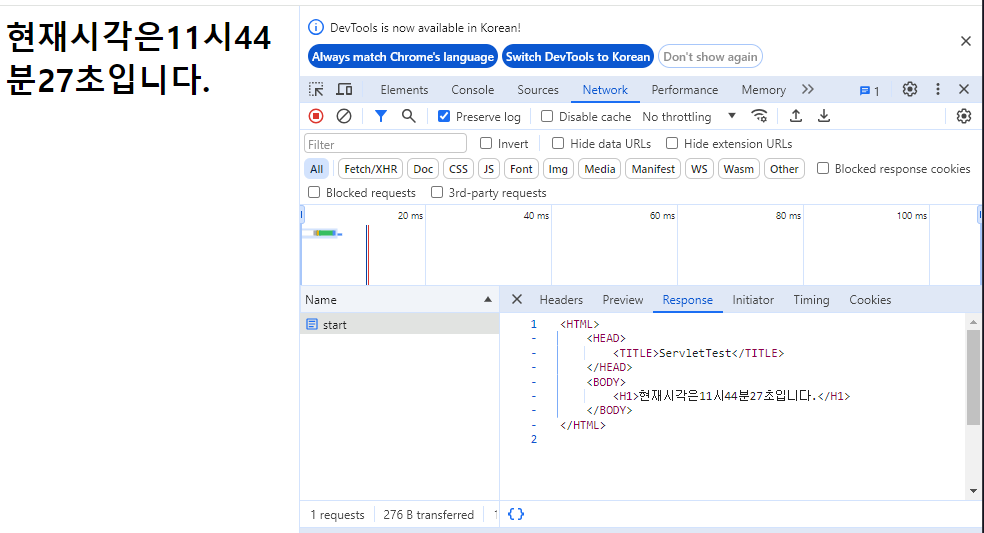 현재시각은11시44
분27초입니다.
DevTools is now available in Korean!
Always match Chrome's language Switch DevTools to Korean Don't show again
Elements Console Sources Network Performance Memory 1
Preserve log Disable cache No throttling
Filter Invert Hide data URLs Hide extension URLs
All Fetch/XHR Doc CSS JS Font Img Media Manifest WS Wasm Other Blocked response cookies
Blocked requests 3rd-party requests
20 ms 40 ms 60 ms 80 ms 100 ms
Name Headers Preview Response Initiator Timing Cookies
start
1 <HTML>
- <HEAD>
- <TITLE>ServletTest</TITLE>
- </HEAD>
- <BODY>
- <H1>현재시각은11시44분27초입니다.</H1>
- </BODY>
- </HTML>
2
1 requests 276 B transferred {}